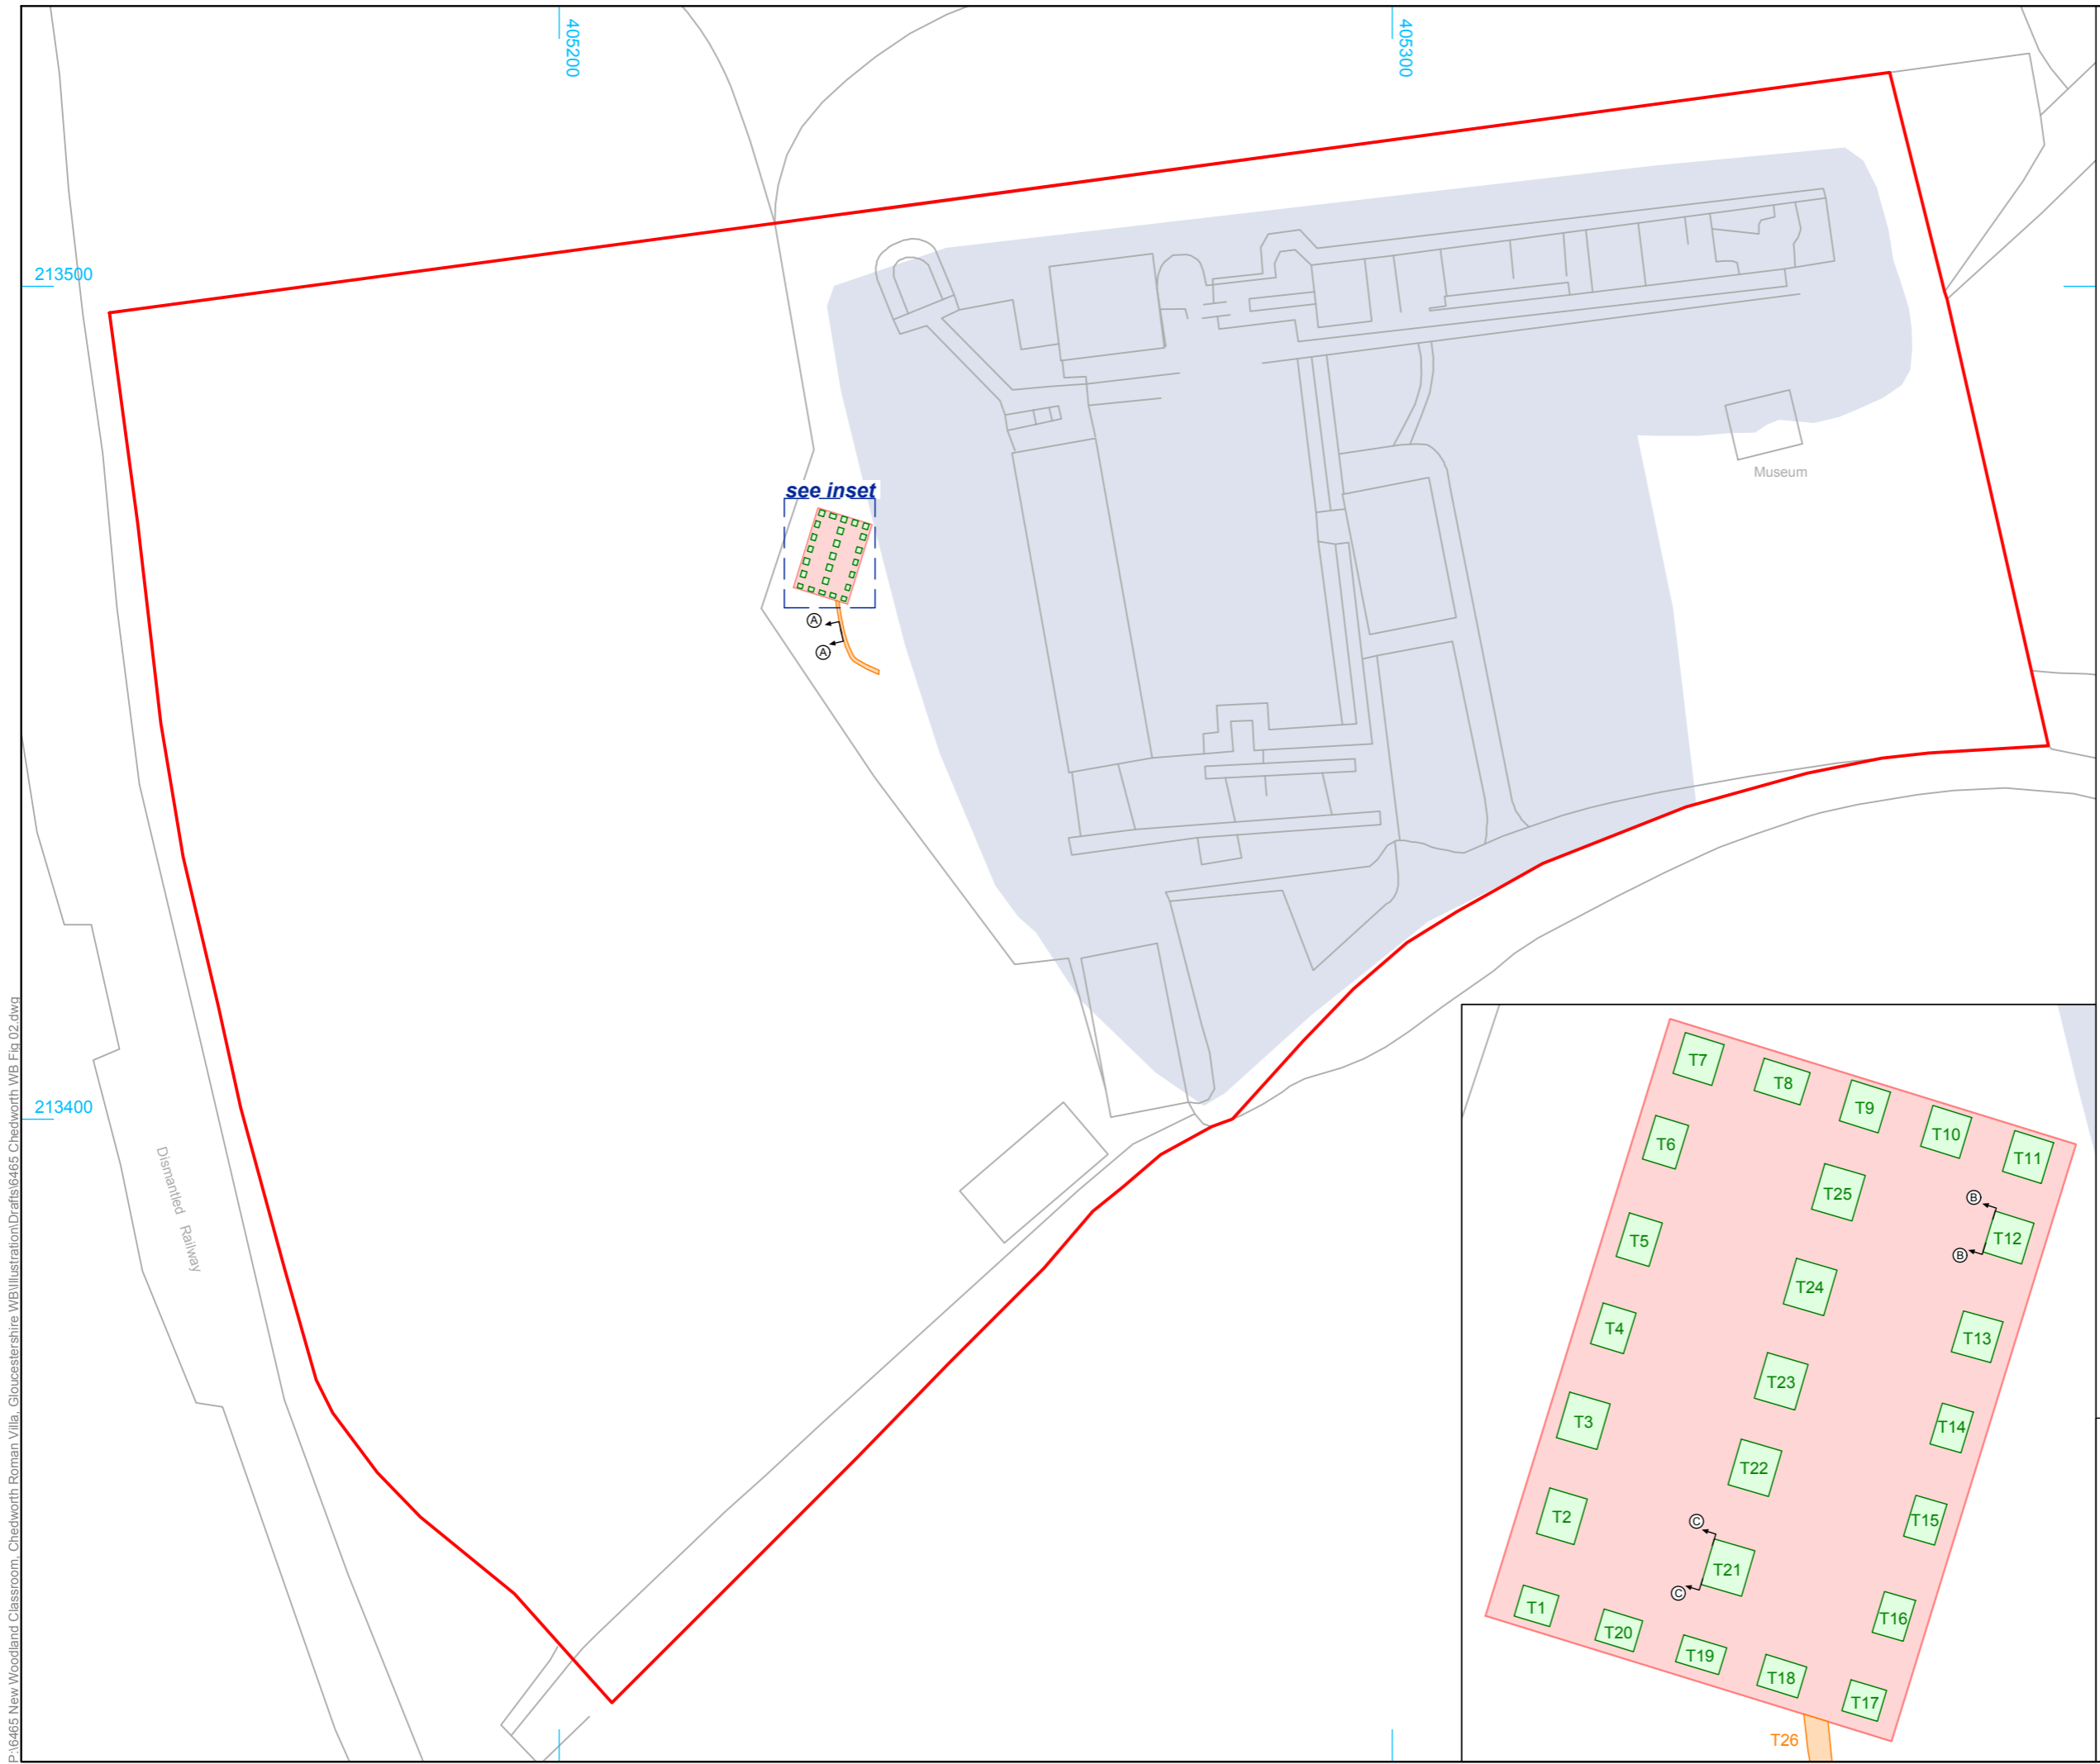 405200
405300
213500
Museum
see inset
A
A
213400
Dismantled Railway
P:\6465 New Woodland Classroom, Chedworth Roman Villa, Gloucestershire WB\Illustration\Drafts\6465 Chedworth WB Fig 02.dwg
T7
T8
T9
T10
T11
T6
T25
B
T12
B
T5
T24
T4
T13
T23
T3
T14
T22
T2
C
T15
T21
C
T1
T20
T16
T19
T18
T17
T26